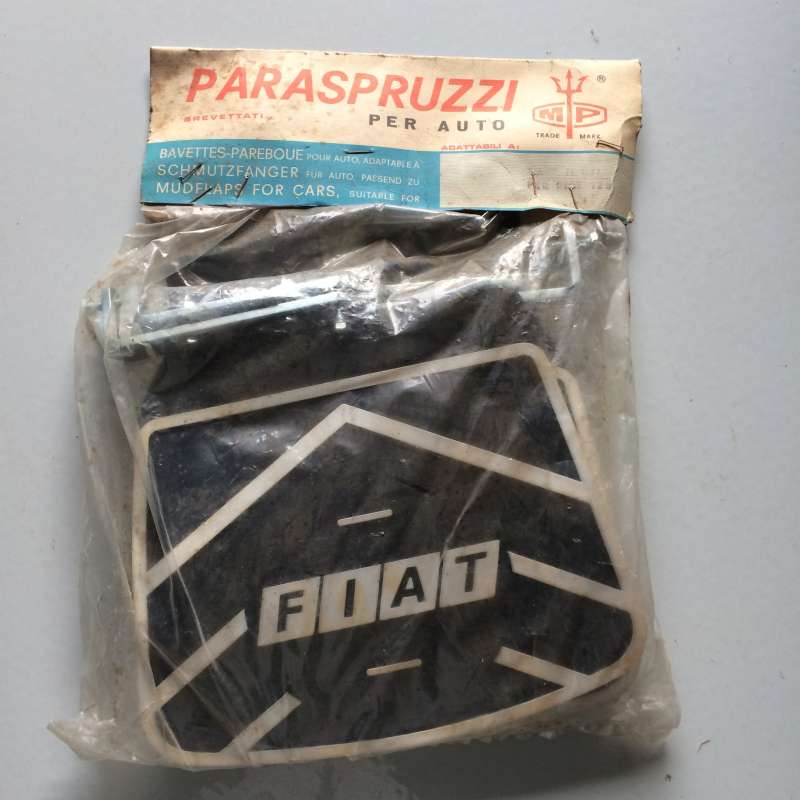 PARASPRUZZI
BREVETTATI
PER AUTO
MP
®
TRADE MARK
ADATTABILI A:
BAVETTES-PAREBOUE POUR AUTO, ADAPTABLE A
SCHMUTZFANGER FUR AUTO, PASSEND ZU
MUDFLAPS FOR CARS, SUITABLE FOR
FIAT